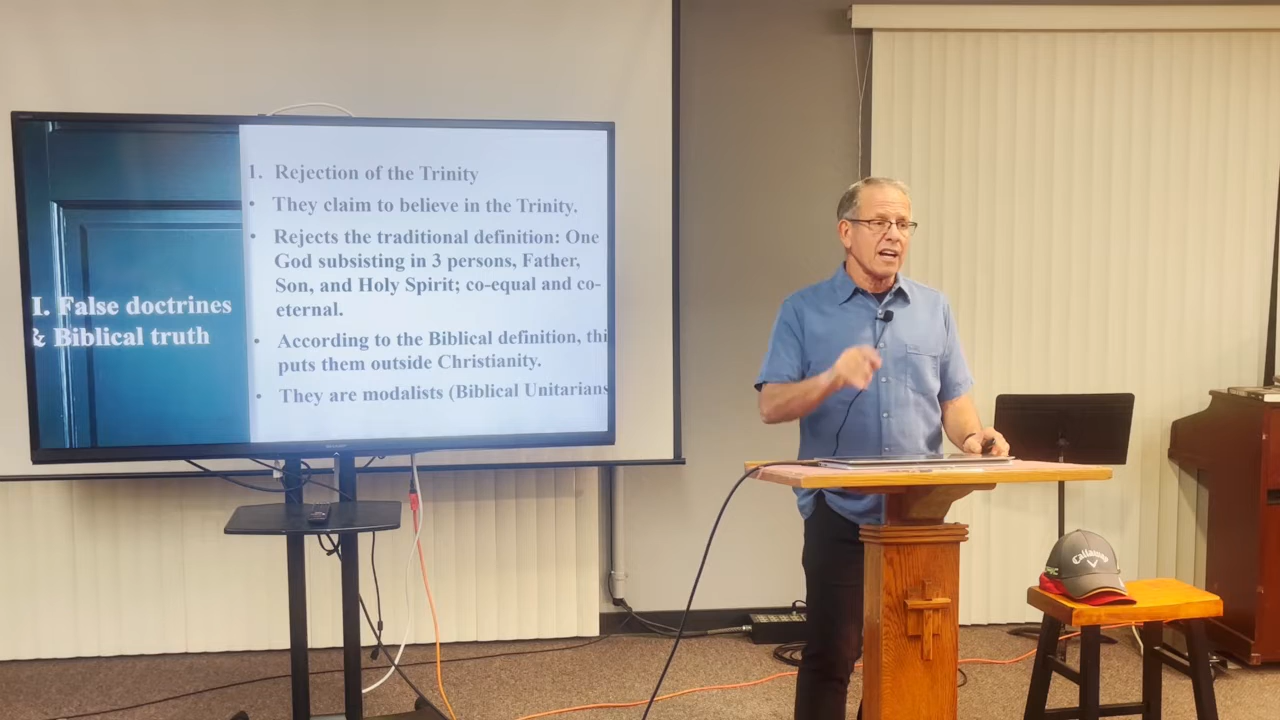 I. False doctrines
& Biblical truth
1. Rejection of the Trinity
• They claim to believe in the Trinity.
• Rejects the traditional definition: One
God subsisting in 3 persons, Father,
Son, and Holy Spirit; co-equal and co-
eternal.
• According to the Biblical definition, thi
puts them outside Christianity.
• They are modalists (Biblical Unitarians
Callaway